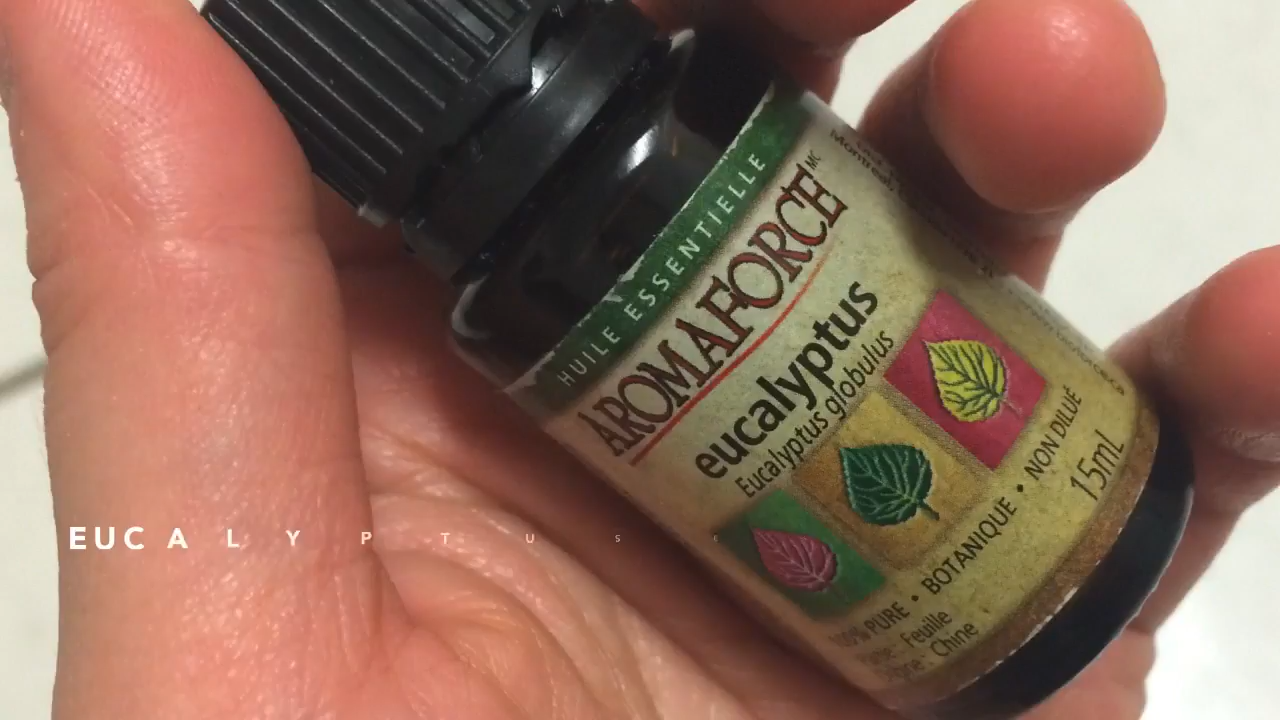 HUILE ESSENTIELLE
AROMAFORCE MC
eucalyptus
Eucalyptus globulus
100% PURE • BOTANIQUE • NON DILUÉ
15mL
Feuille
Chine
EUCALYPTUS